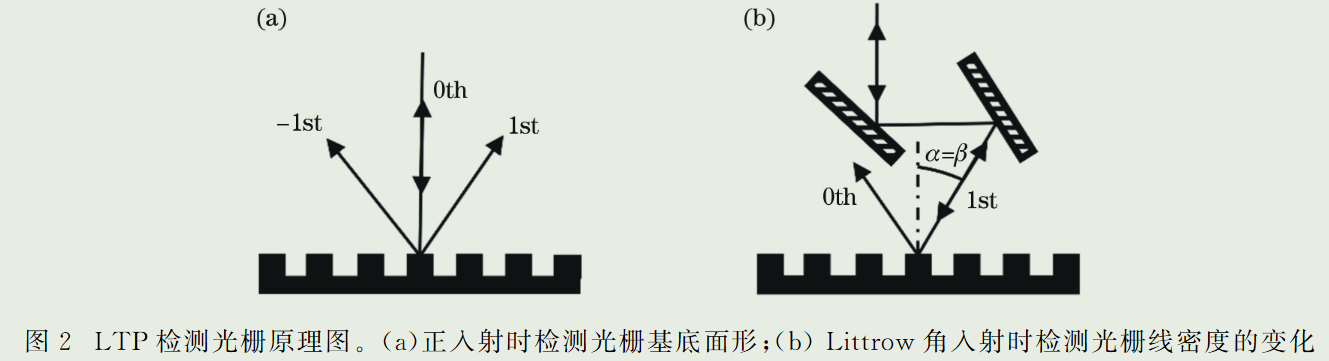 (a)
(b)
0th
−1st
1st
α=β
0th
1st
图 2 LTP 检测光栅原理图。(a)正入射时检测光栅基底面形;(b) Littrow 角入射时检测光栅线密度的变化